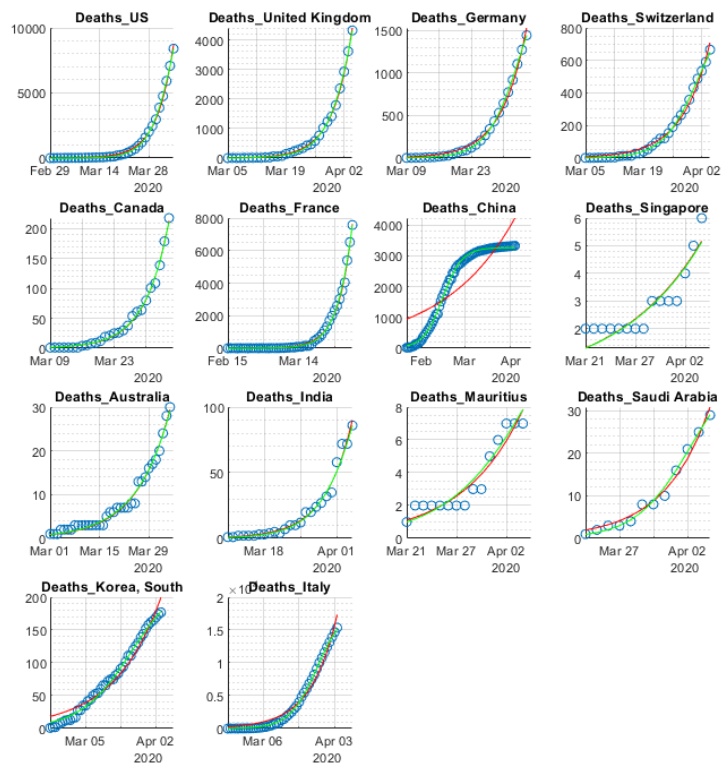 Deaths_US
10000
5000
0
Feb 29 Mar 14 Mar 28
2020
Deaths_United Kingdom
4000
3000
2000
1000
0
Mar 05 Mar 19 Apr 02
2020
Deaths_Germany
1500
1000
500
0
Mar 09 Mar 23
2020
Deaths_Switzerland
800
600
400
200
0
Mar 05 Mar 19 Apr 02
2020
Deaths_Canada
200
150
100
50
0
Mar 09 Mar 23
2020
Deaths_France
8000
6000
4000
2000
0
Feb 15 Mar 14
2020
Deaths_China
4000
3000
2000
1000
0
Feb Mar Apr
2020
Deaths_Singapore
6
5
4
3
2
Mar 21 Mar 27 Apr 02
2020
Deaths_Australia
30
20
10
0
Mar 01 Mar 15 Mar 29
2020
Deaths_India
100
50
0
Mar 18 Apr 01
2020
Deaths_Mauritius
8
6
4
2
0
Mar 21 Mar 27 Apr 02
2020
Deaths_Saudi Arabia
30
20
10
0
Mar 27 Apr 02
2020
Deaths_Korea, South
200
150
100
50
0
Mar 05 Apr 02
2020
Deaths_Italy
2
1.5
1
0.5
0
Mar 06 Apr 03
2020